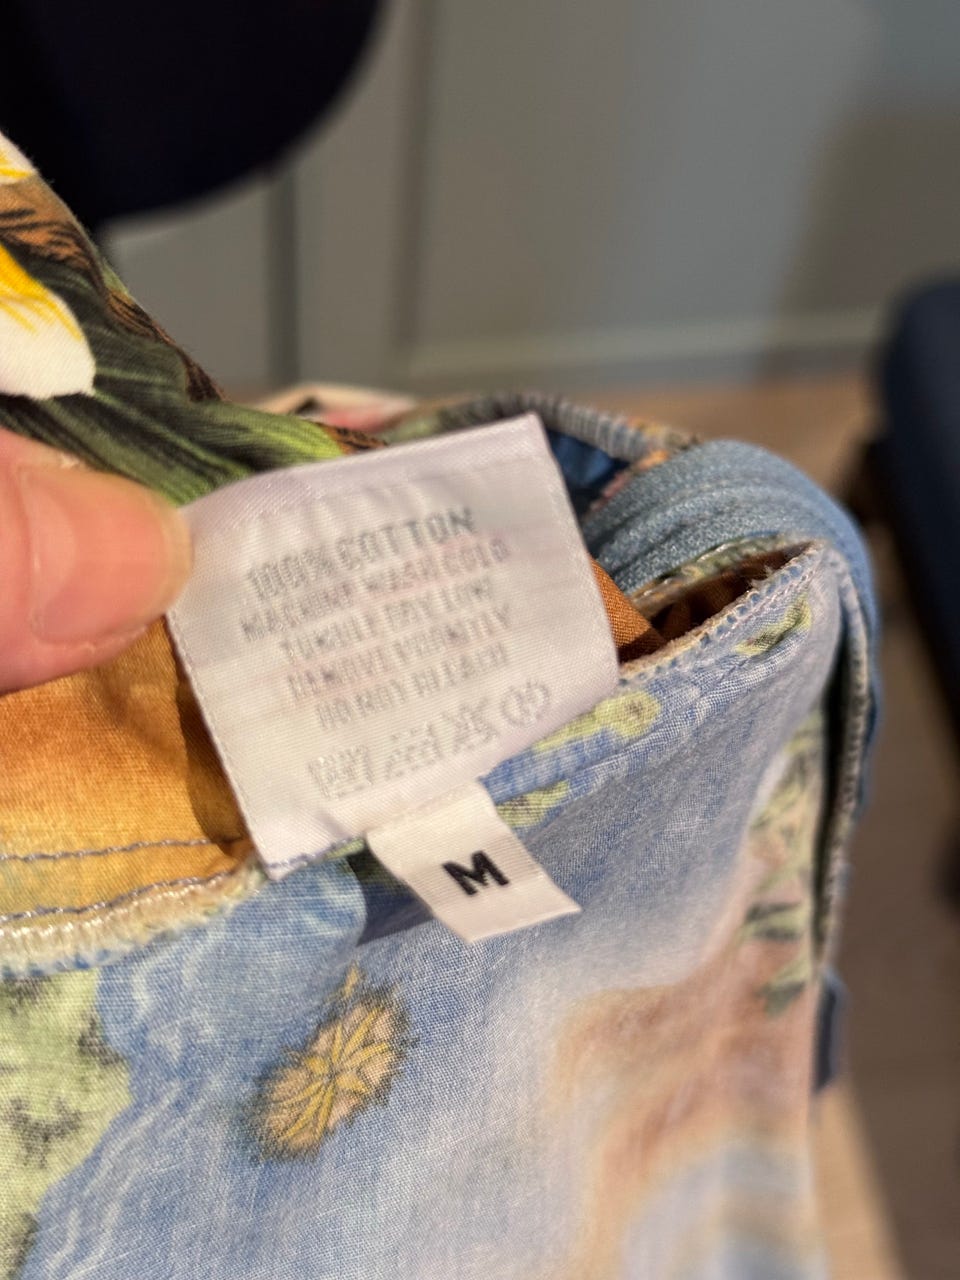 100% COTTON
MACHINE WASH COLD
TUMBLE DRY LOW
REMOVE PROMPTLY
DO NOT BLEACH
M